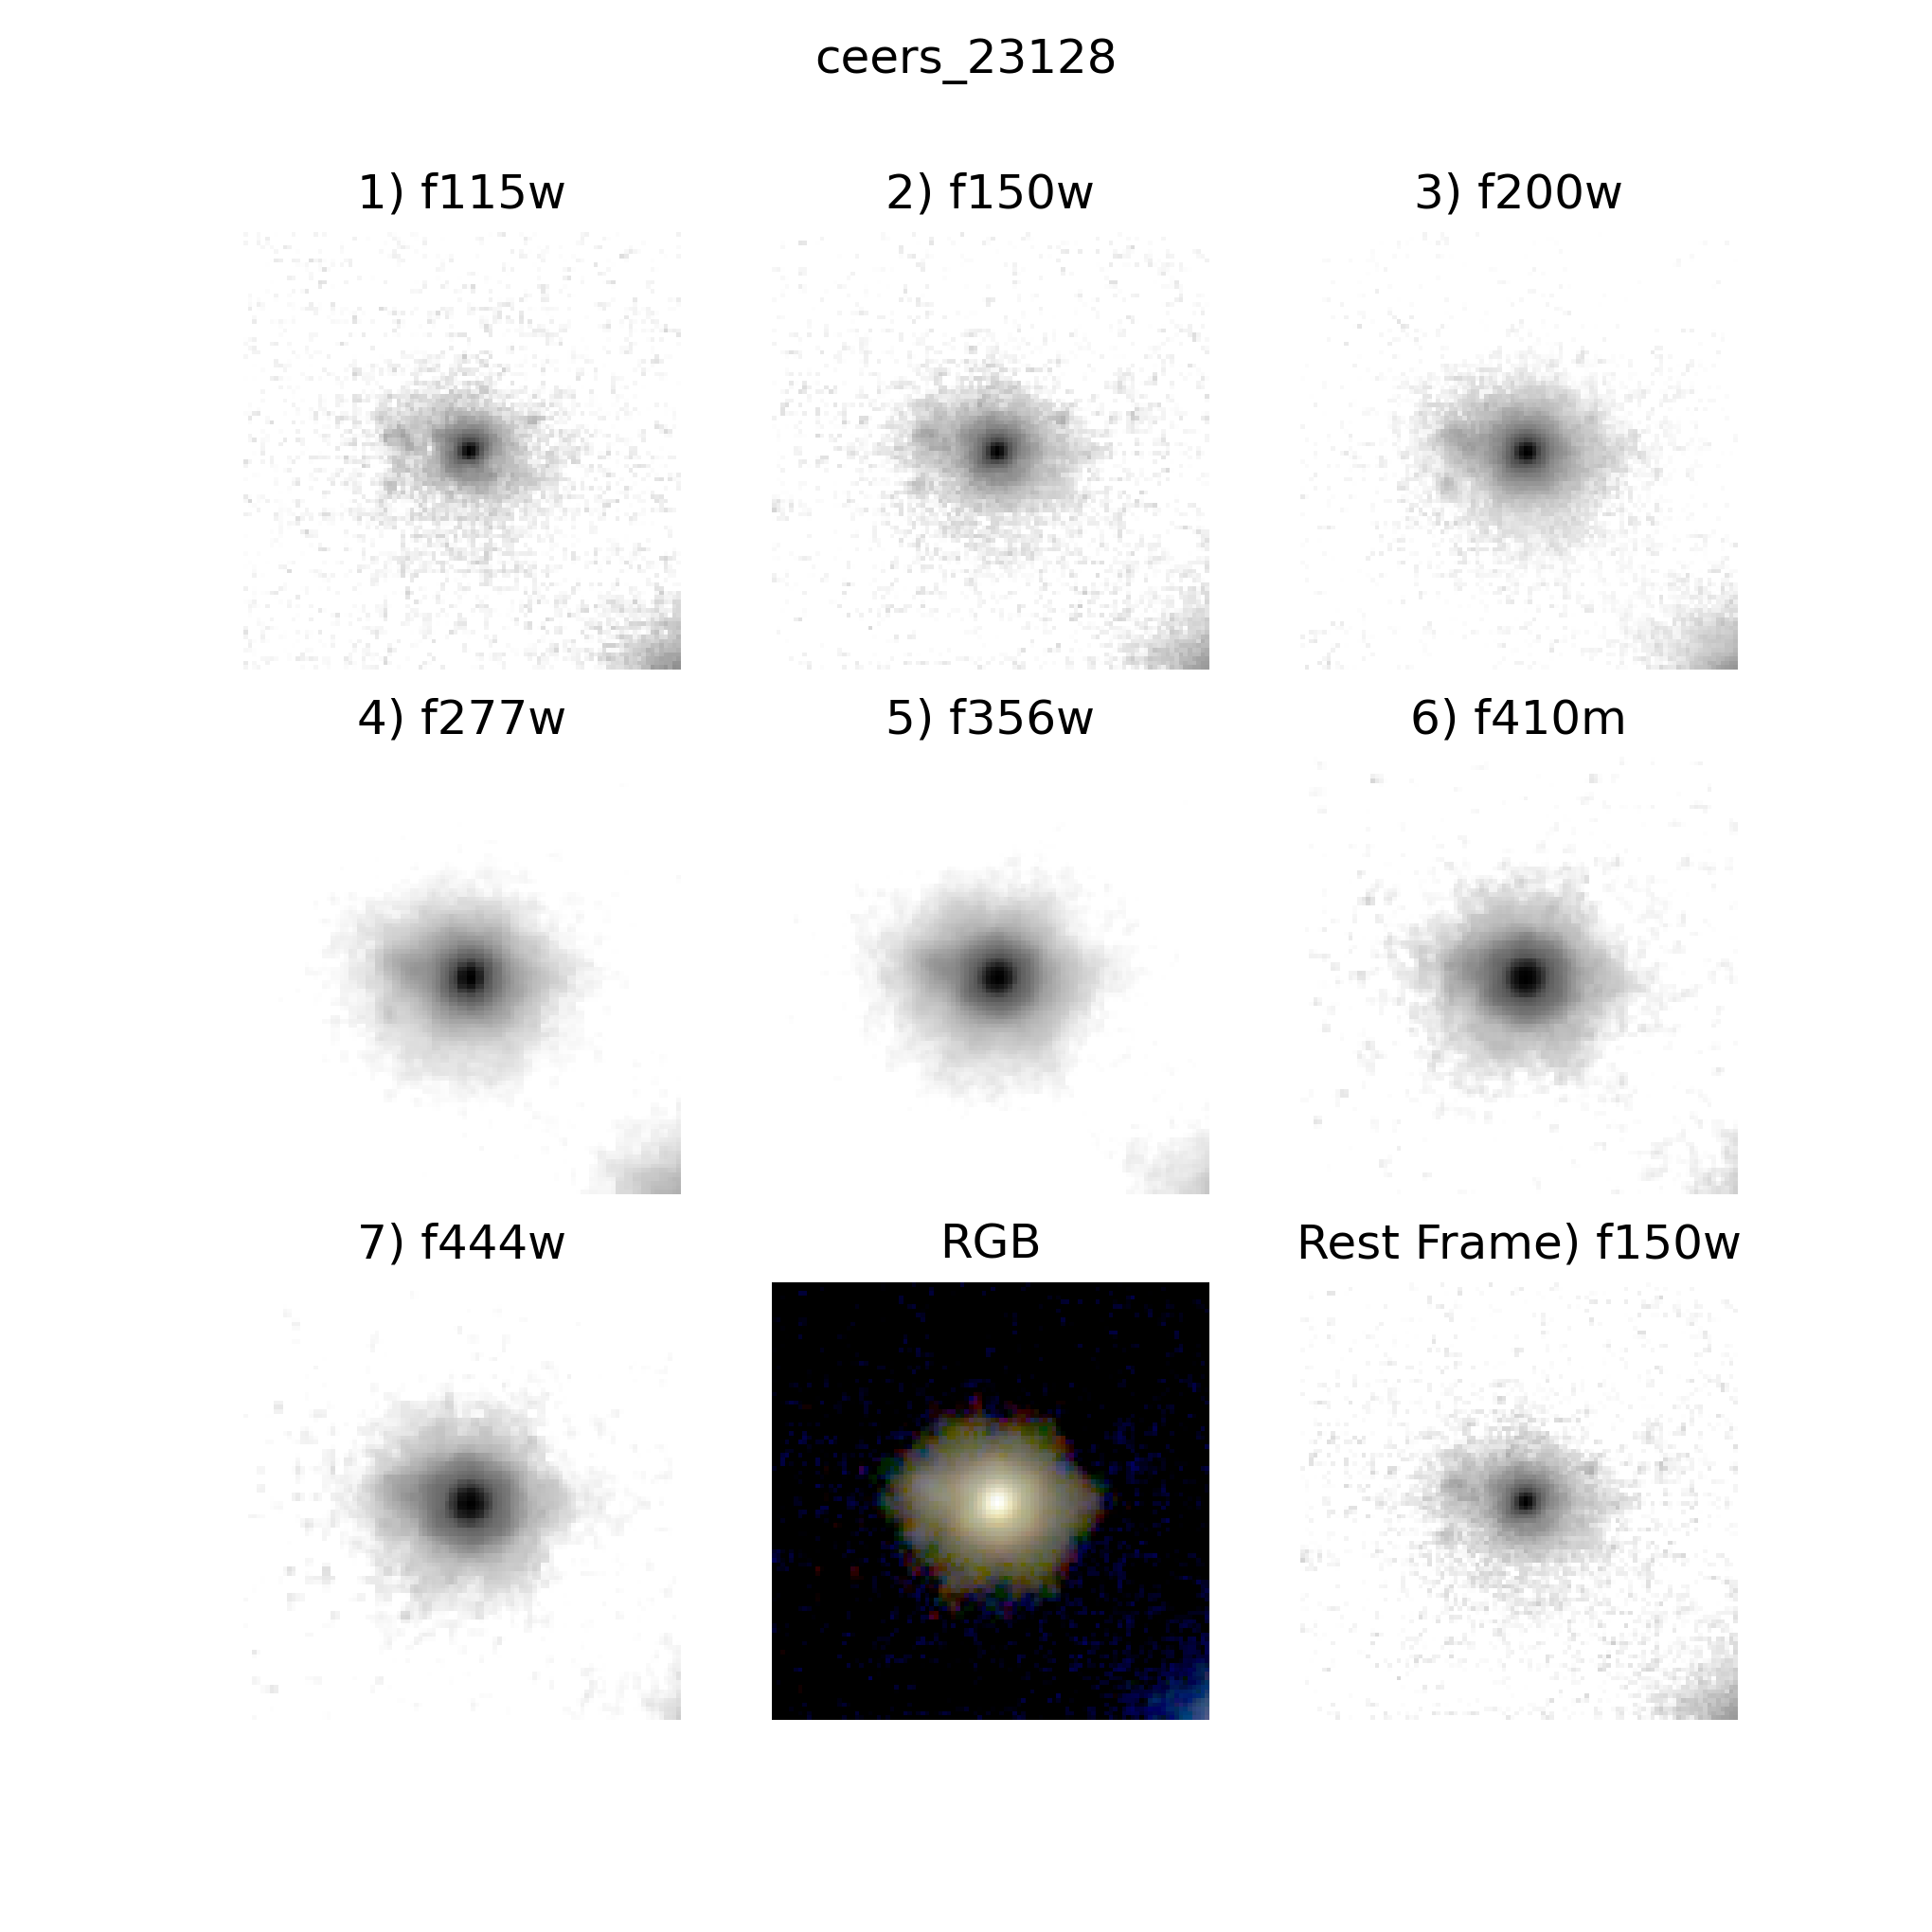 ceers_23128
1) f115w
2) f150w
3) f200w
4) f277w
5) f356w
6) f410m
7) f444w
RGB
Rest Frame) f150w